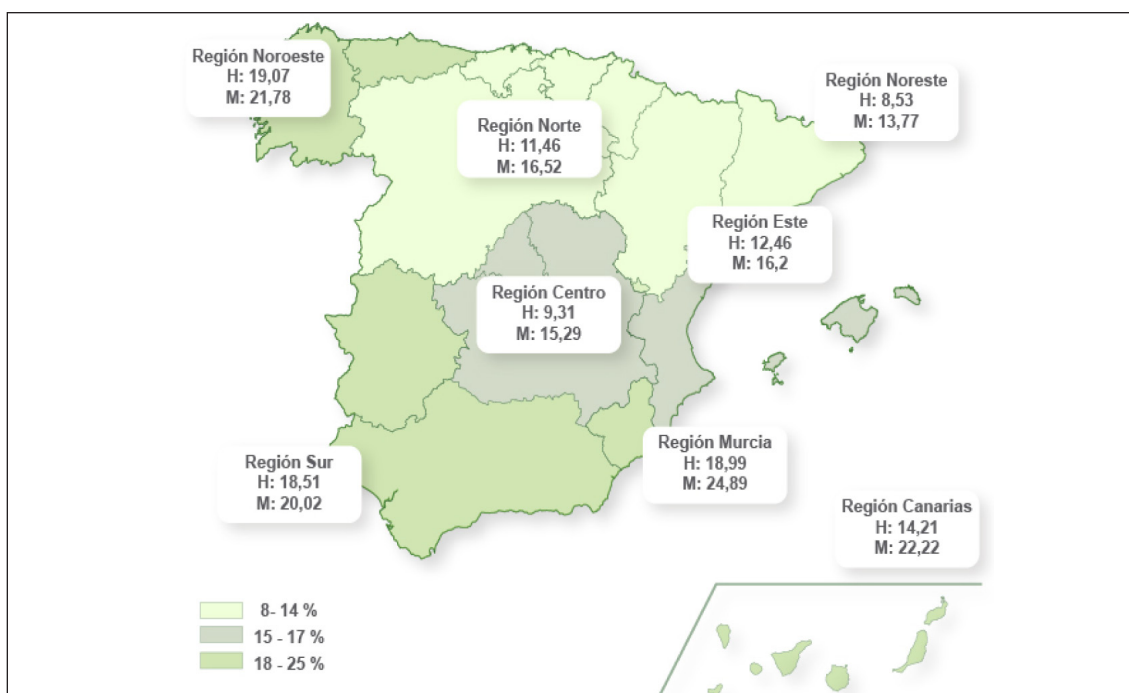 Región Noroeste
H: 19,07
M: 21,78
Región Noreste
H: 8,53
M: 13,77
Región Norte
H: 11,46
M: 16,52
Región Este
H: 12,46
M: 16,2
Región Centro
H: 9,31
M: 15,29
Región Murcia
H: 18,99
M: 24,89
Región Sur
H: 18,51
M: 20,02
Región Canarias
H: 14,21
M: 22,22
8- 14 %
15 - 17 %
18 - 25 %